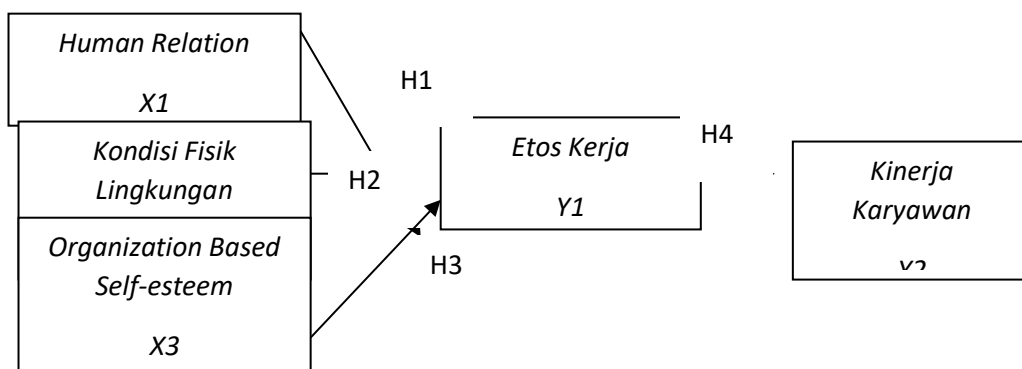 Human Relation
X1
H1
Kondisi Fisik
Lingkungan
H2
Organization Based
Self-esteem
X3
H3
Etos Kerja
Y1
H4
Kinerja
Karyawan